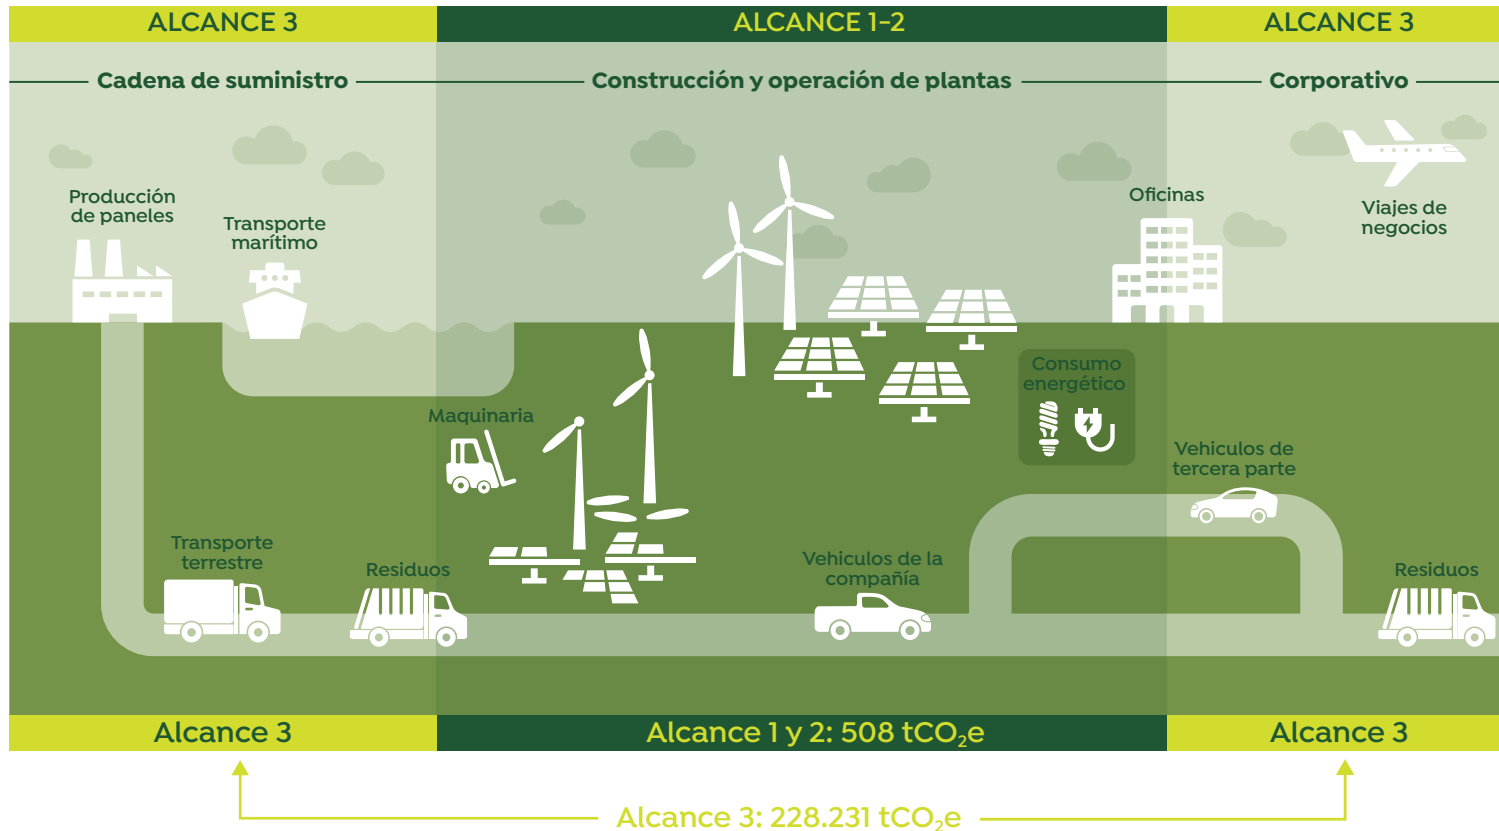 ALCANCE 3
ALCANCE 1-2
ALCANCE 3
Cadena de suministro
Construcción y operación de plantas
Corporativo
Producción
de paneles
Transporte
marítimo
Oficinas
Viajes de
negocios
Consumo
energético
Maquinaria
Vehiculos de
tercera parte
Transporte
terrestre
Residuos
Vehiculos de la
compañía
Residuos
Alcance 3
Alcance 1 y 2: 508 tCO₂e
Alcance 3
Alcance 3: 228.231 tCO₂e